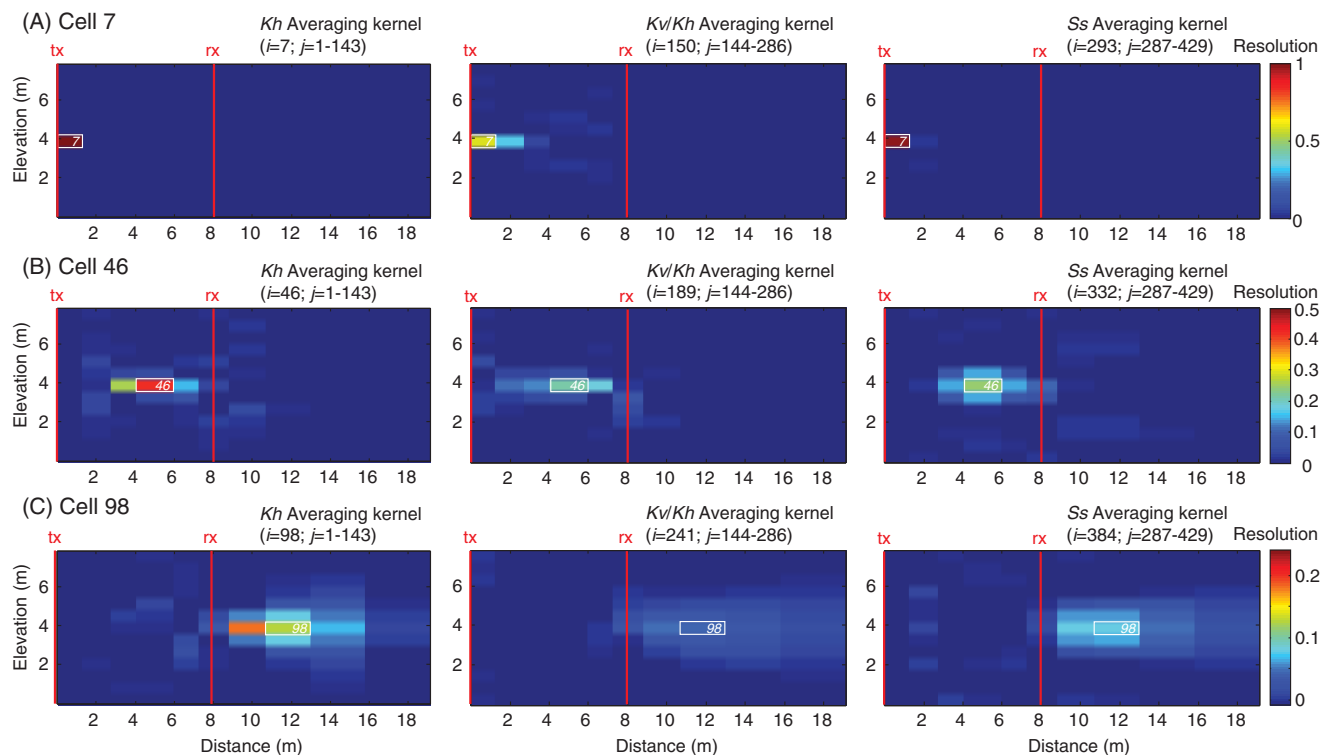 (A) Cell 7
Kh Averaging kernel
(i=7; j=1-143)
Kv/Kh Averaging kernel
(i=150; j=144-286)
Ss Averaging kernel
(i=293; j=287-429)
Resolution
tx
rx
tx
rx
tx
rx
Elevation (m)
6
4
2
7
7
7
1
0.5
0
2 4 6 8 10 12 14 16 18
2 4 6 8 10 12 14 16 18
2 4 6 8 10 12 14 16 18
(B) Cell 46
Kh Averaging kernel
(i=46; j=1-143)
Kv/Kh Averaging kernel
(i=189; j=144-286)
Ss Averaging kernel
(i=332; j=287-429)
Resolution
tx
rx
tx
rx
tx
rx
Elevation (m)
6
4
2
46
46
46
0.5
0.4
0.3
0.2
0.1
0
2 4 6 8 10 12 14 16 18
2 4 6 8 10 12 14 16 18
2 4 6 8 10 12 14 16 18
(C) Cell 98
Kh Averaging kernel
(i=98; j=1-143)
Kv/Kh Averaging kernel
(i=241; j=144-286)
Ss Averaging kernel
(i=384; j=287-429)
Resolution
tx
rx
tx
rx
tx
rx
Elevation (m)
6
4
2
98
98
98
0.2
0.1
0
2 4 6 8 10 12 14 16 18
2 4 6 8 10 12 14 16 18
2 4 6 8 10 12 14 16 18
Distance (m)
Distance (m)
Distance (m)